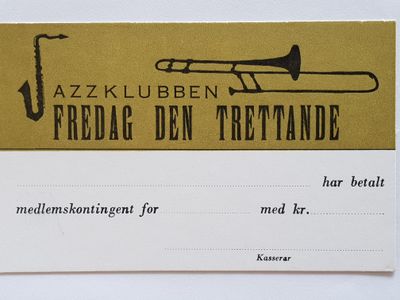 JAZZKLUBBEN
FREDAG DEN TRETTANDE
har betalt
medlemskontingent for med kr.
Kasserar